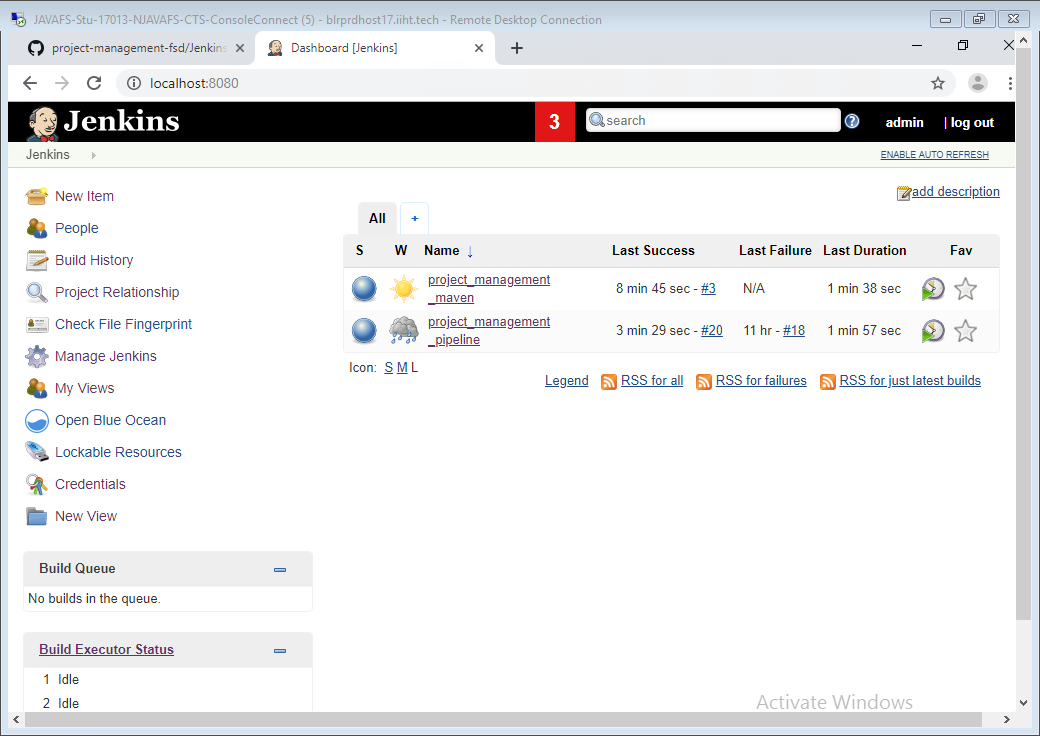 JAVAFS-Stu-17013-NJAVAFS-CTS-ConsoleConnect (5) - blrprdhost17.iiht.tech - Remote Desktop Connection
project-management-fsd/Jenkins
Dashboard [Jenkins]
localhost:8080
Jenkins
3
search
admin
| log out
Jenkins
ENABLE AUTO REFRESH
add description
New Item
People
Build History
Project Relationship
Check File Fingerprint
Manage Jenkins
My Views
Open Blue Ocean
Lockable Resources
Credentials
New View
All +
S W Name ↓ Last Success Last Failure Last Duration Fav
project_management
_maven
8 min 45 sec - #3 N/A 1 min 38 sec
project_management
_pipeline
3 min 29 sec - #20 11 hr - #18 1 min 57 sec
Icon: S M L
Legend RSS for all RSS for failures RSS for just latest builds
Build Queue
No builds in the queue.
Build Executor Status
1 Idle
2 Idle
Activate Windows